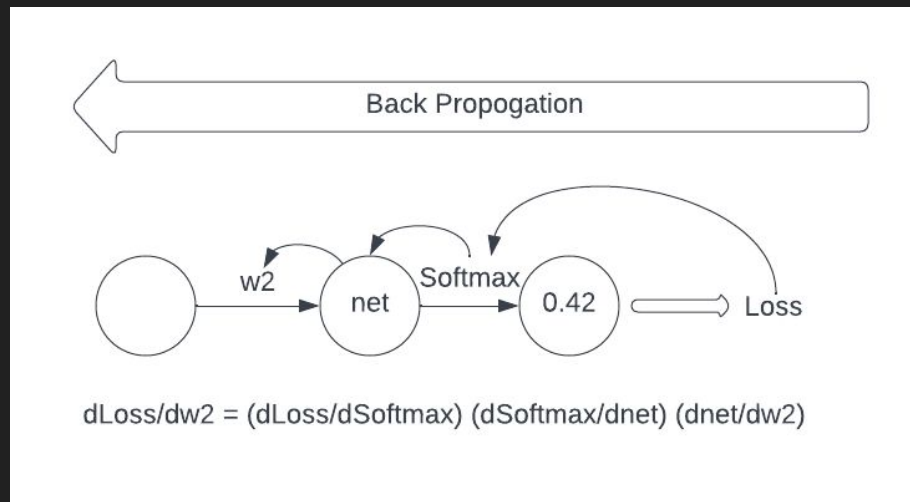 Back Propogation
w2
net
Softmax
0.42
Loss
dLoss/dw2 = (dLoss/dSoftmax) (dSoftmax/dnet) (dnet/dw2)